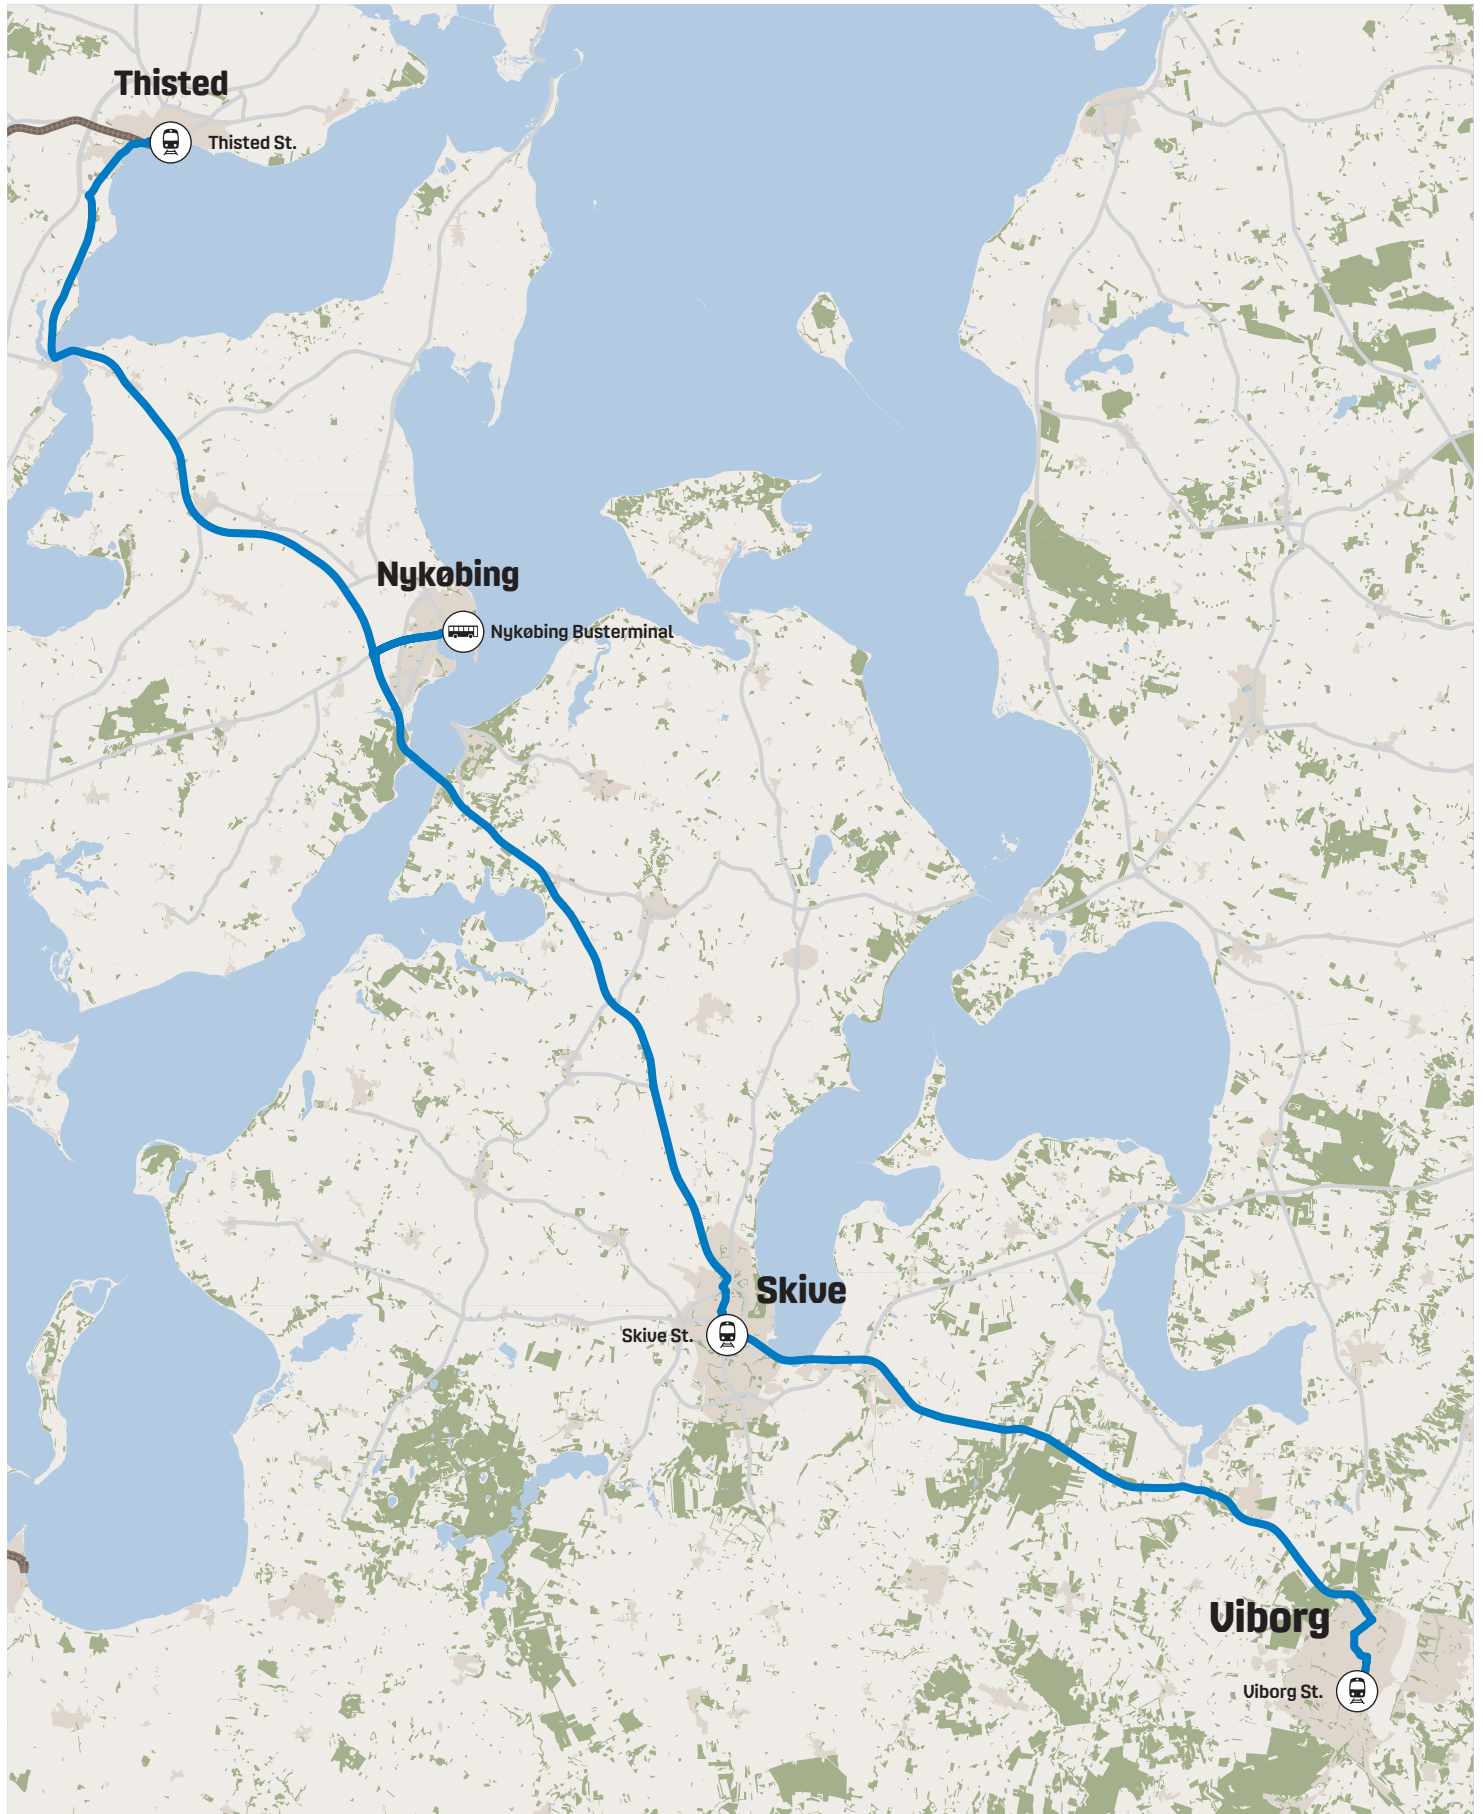 Thisted
Thisted St.
Nykøbing
Nykøbing Busterminal
Skive
Skive St.
Viborg
Viborg St.